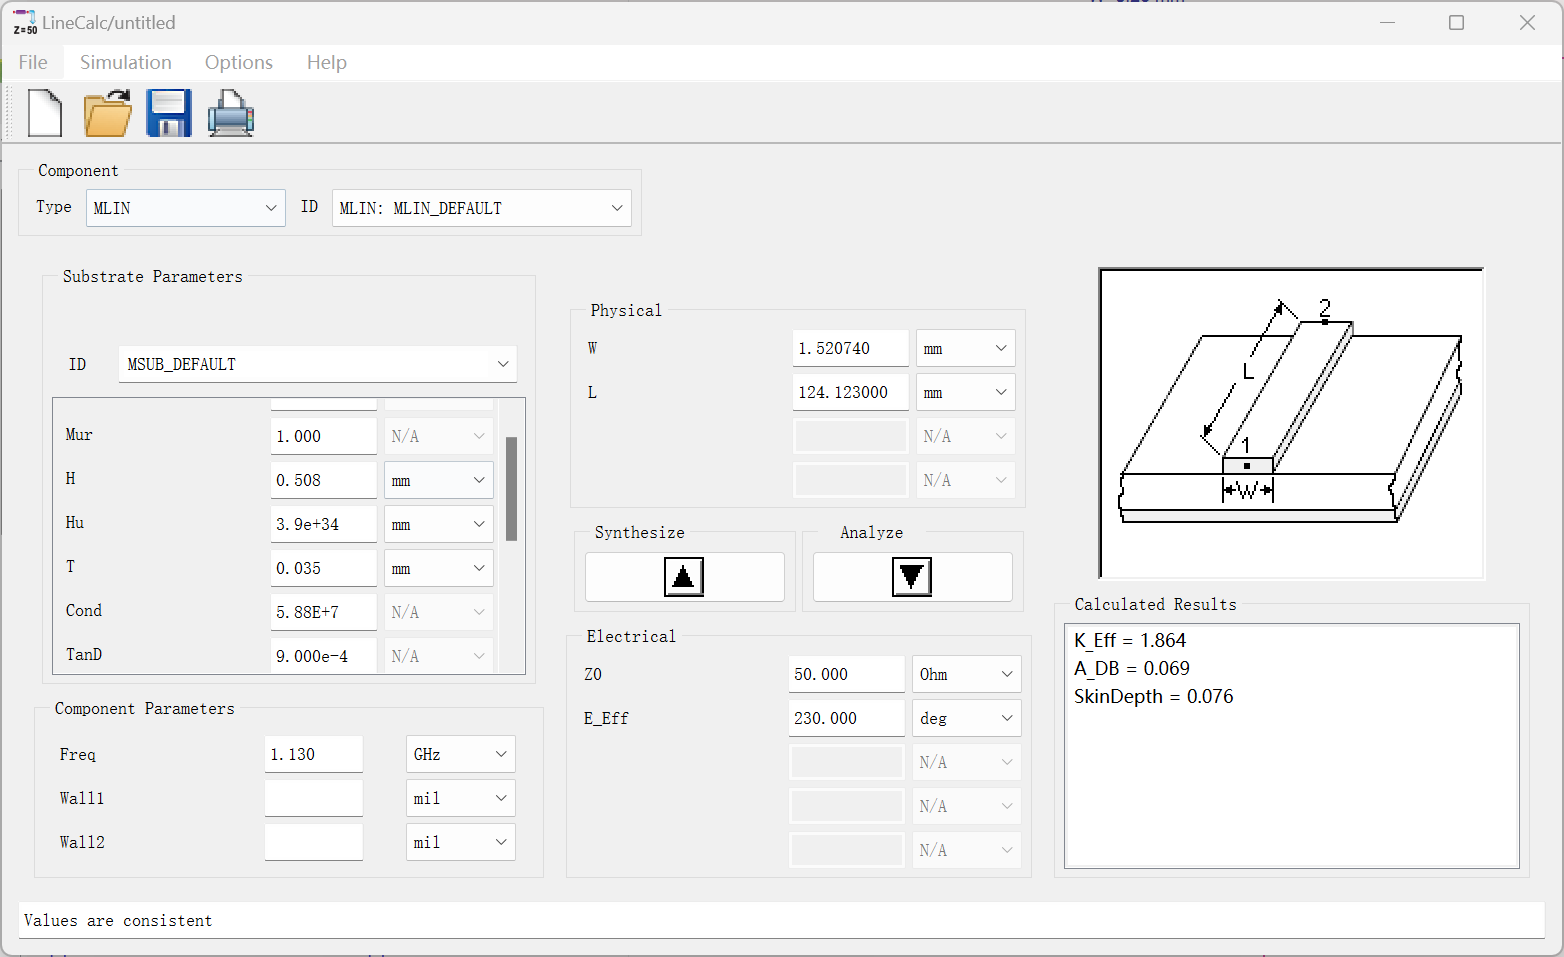 Z=50 LineCalc/untitled
File Simulation Options Help
Component
Type MLIN ID MLIN: MLIN_DEFAULT
Substrate Parameters
ID MSUB_DEFAULT
Mur 1.000 N/A
H 0.508 mm
Hu 3.9e+34 mm
T 0.035 mm
Cond 5.88E+7 N/A
TanD 9.000e-4 N/A
Component Parameters
Freq 1.130 GHz
Wall1 mil
Wall2 mil
Physical
W 1.520740 mm
L 124.123000 mm
N/A
N/A
Synthesize Analyze
Electrical
Z0 50.000 Ohm
E_Eff 230.000 deg
N/A
N/A
N/A
2
L
1
W
Calculated Results
K_Eff = 1.864
A_DB = 0.069
SkinDepth = 0.076
Values are consistent